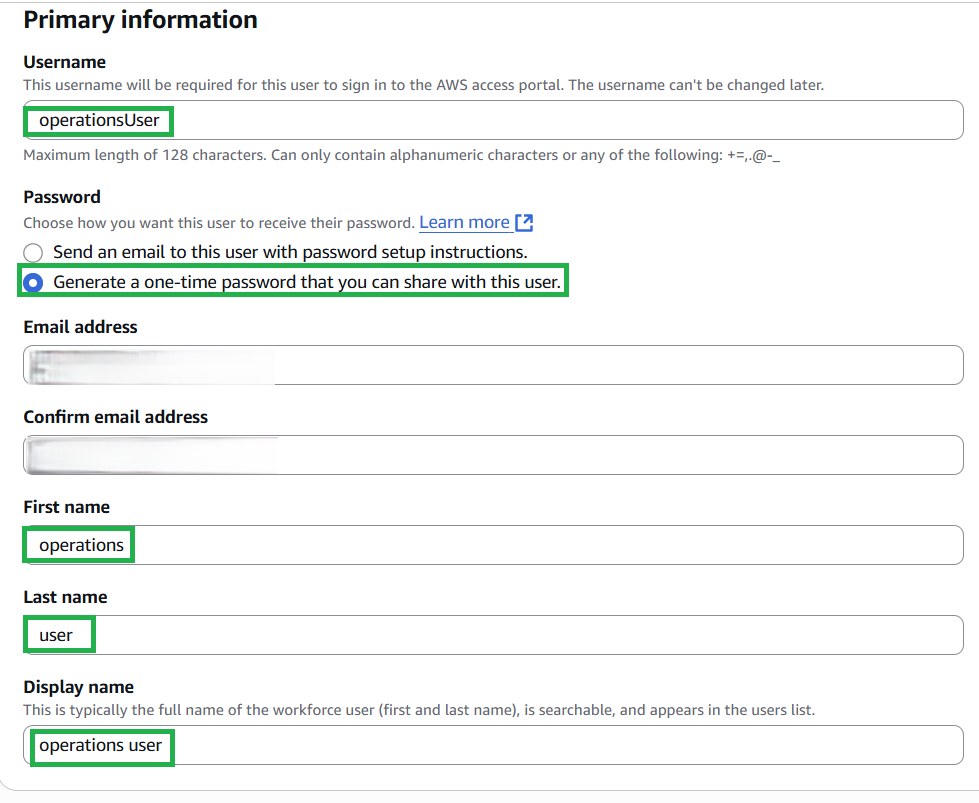 Primary information
Username
This username will be required for this user to sign in to the AWS access portal. The username can't be changed later.
operationsUser
Maximum length of 128 characters. Can only contain alphanumeric characters or any of the following: +=,.@-_
Password
Choose how you want this user to receive their password. Learn more
Send an email to this user with password setup instructions.
Generate a one-time password that you can share with this user.
Email address
Confirm email address
First name
operations
Last name
user
Display name
This is typically the full name of the workforce user (first and last name), is searchable, and appears in the users list.
operations user